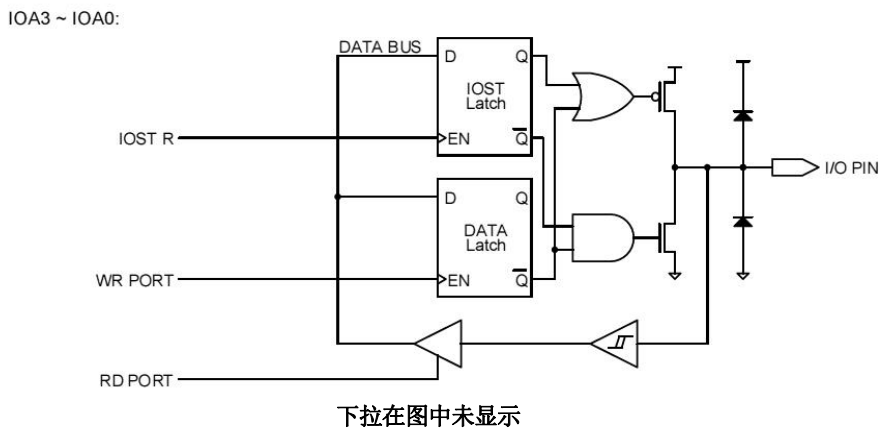 IOA3 ~ IOA0:
DATA BUS
D
Q
IOST
Latch
IOST R
EN
Q
I/O PIN
D
Q
DATA
Latch
WR PORT
EN
Q
RD PORT
下拉在图中未显示